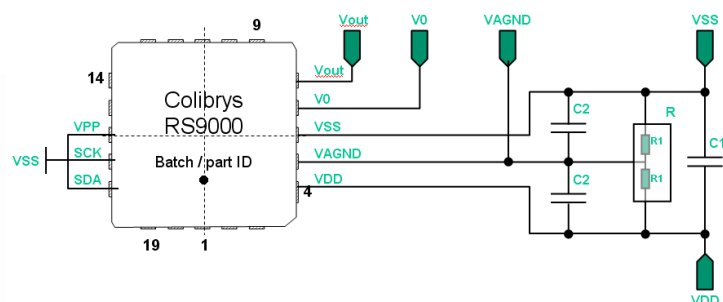 9
Vout
V0
VAGND
VSS
14
Vout
Colibrys
RS9000
V0
C2
R
VPP
VSS
R1
C1
VSS
SCK
Batch / part ID
VAGND
SDA
4
VDD
C2
R1
19
1
VDD